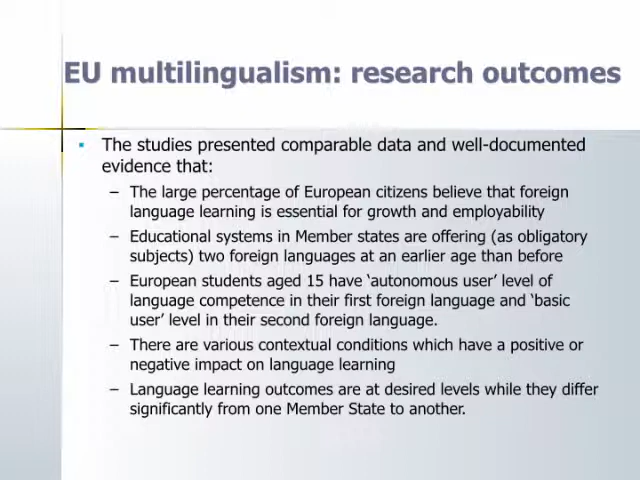 EU multilingualism: research outcomes
▪ The studies presented comparable data and well-documented
evidence that:
– The large percentage of European citizens believe that foreign
language learning is essential for growth and employability
– Educational systems in Member states are offering (as obligatory
subjects) two foreign languages at an earlier age than before
– European students aged 15 have ‘autonomous user’ level of
language competence in their first foreign language and ‘basic
user’ level in their second foreign language.
– There are various contextual conditions which have a positive or
negative impact on language learning
– Language learning outcomes are at desired levels while they differ
significantly from one Member State to another.